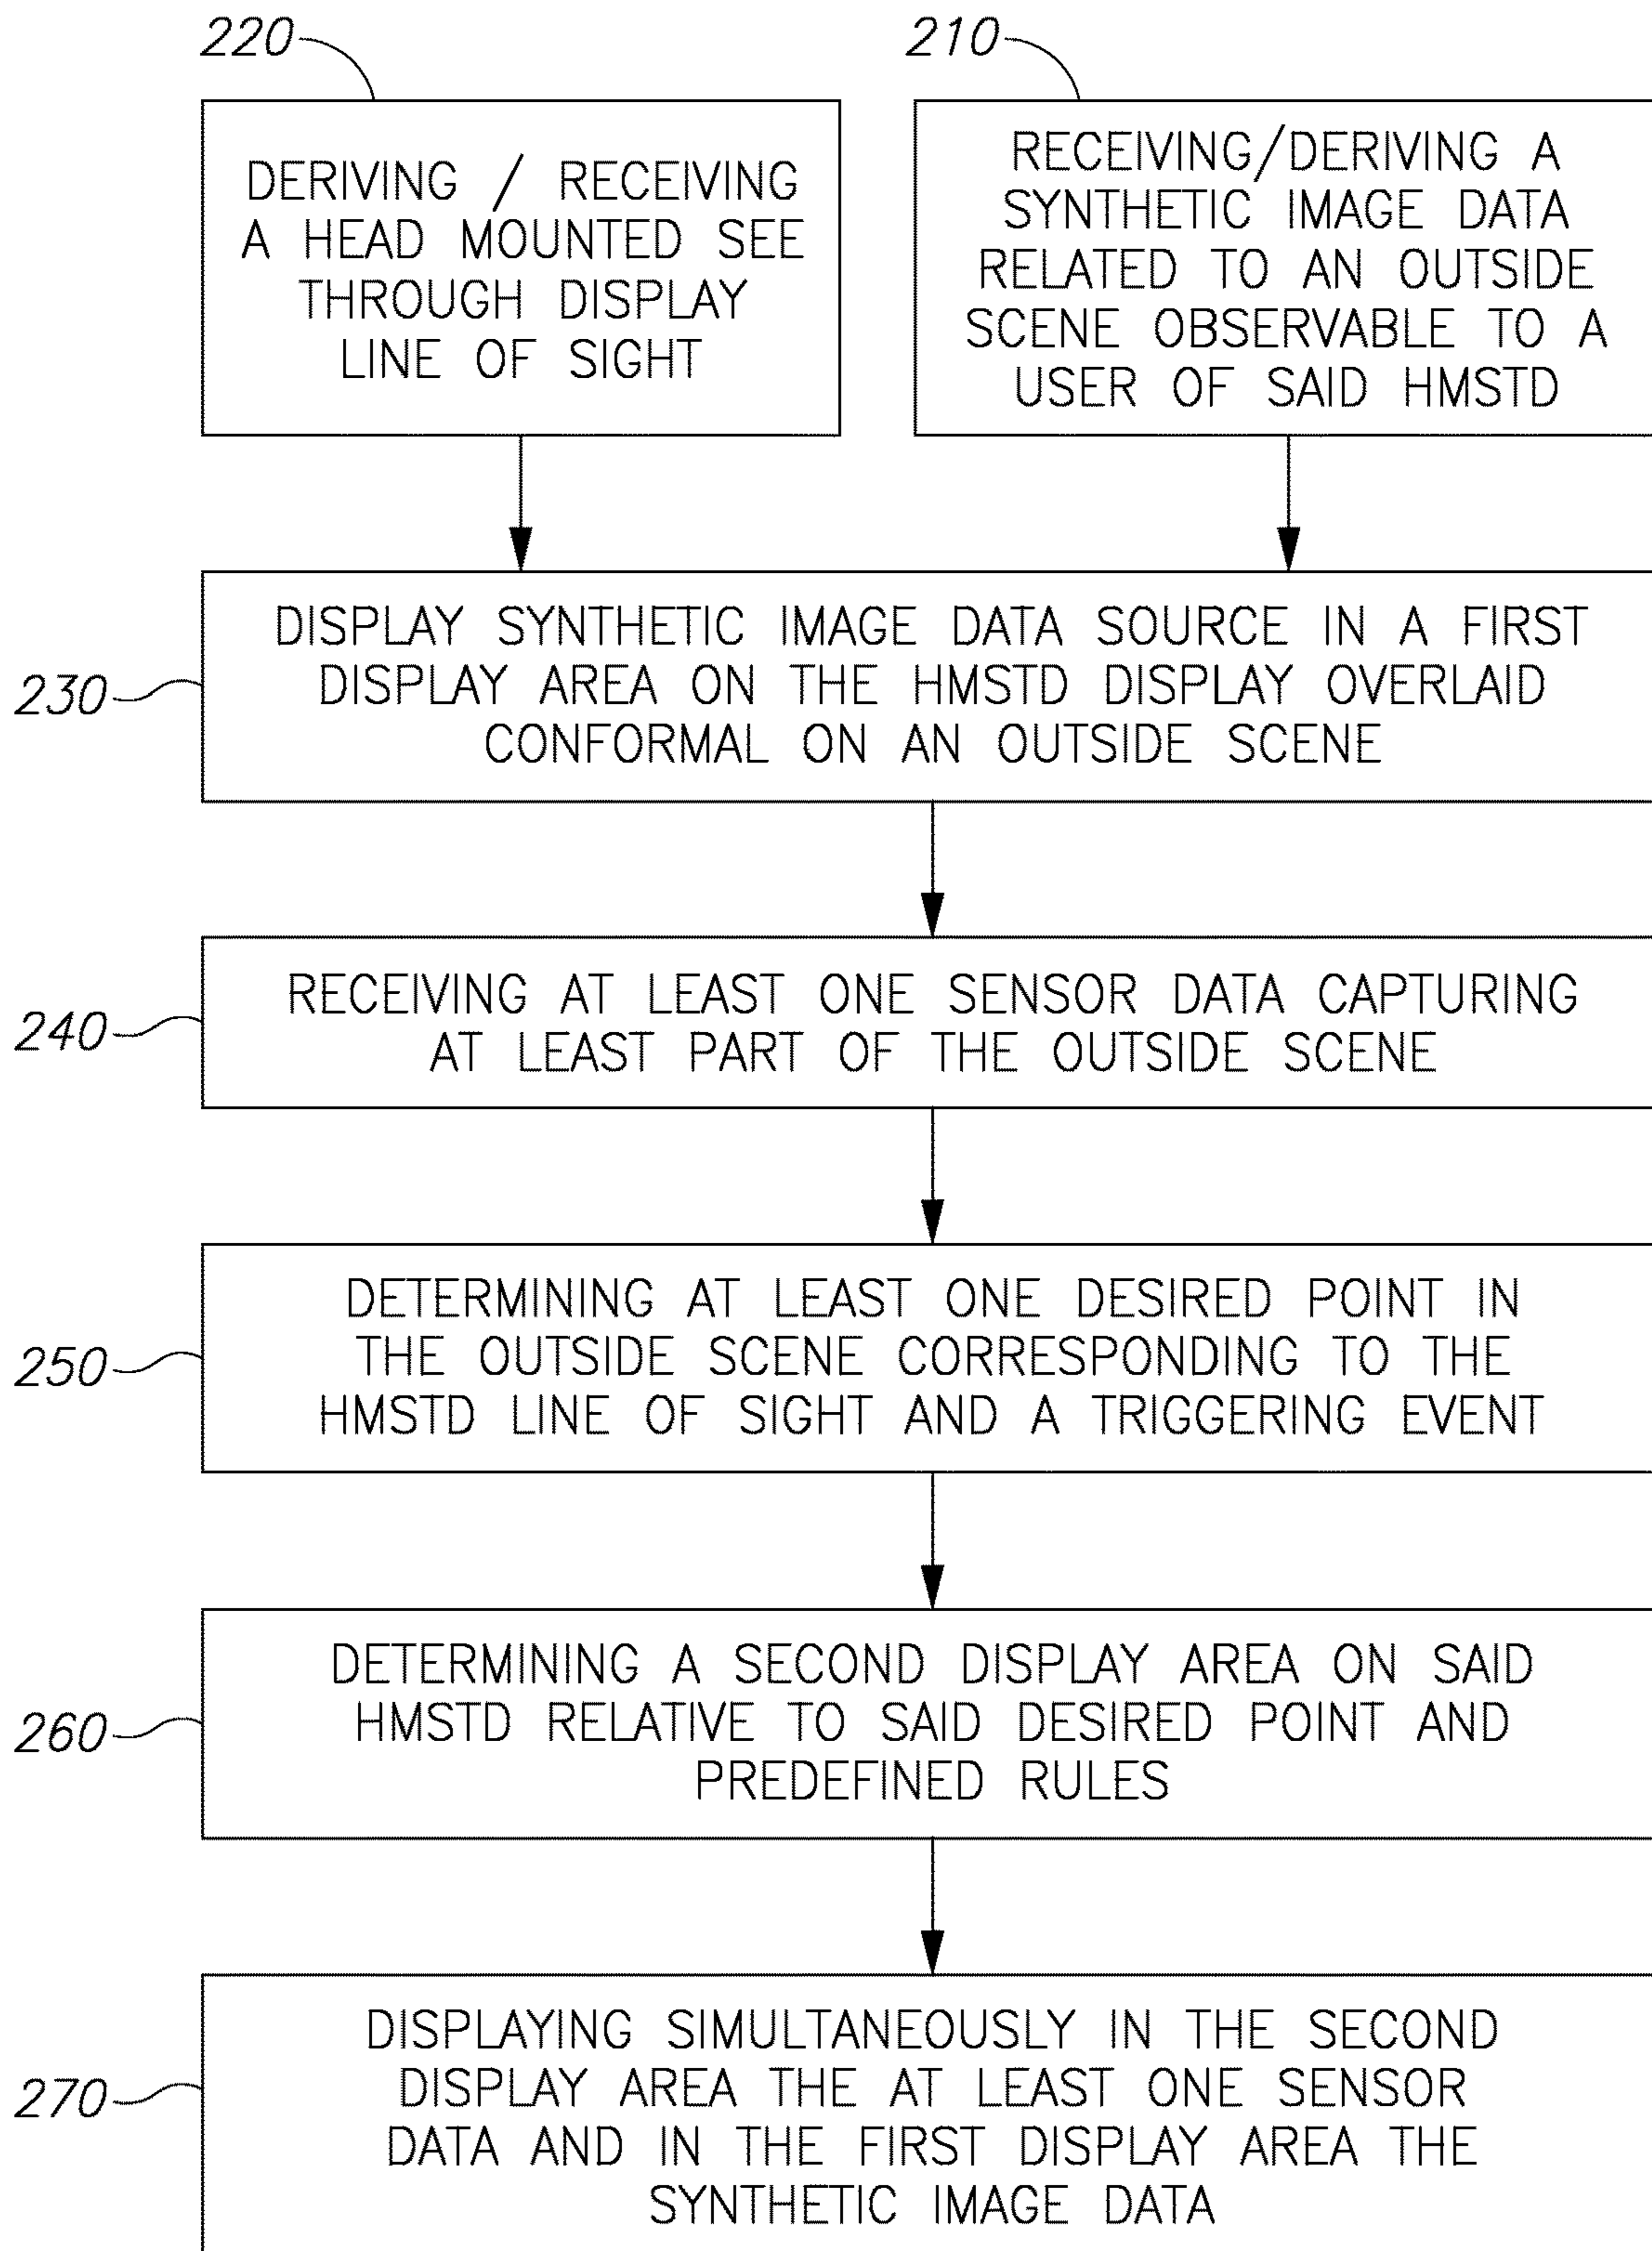 220
DERIVING / RECEIVING
A HEAD MOUNTED SEE
THROUGH DISPLAY
LINE OF SIGHT
210
RECEIVING/DERIVING A
SYNTHETIC IMAGE DATA
RELATED TO AN OUTSIDE
SCENE OBSERVABLE TO A
USER OF SAID HMSTD
230
DISPLAY SYNTHETIC IMAGE DATA SOURCE IN A FIRST
DISPLAY AREA ON THE HMSTD DISPLAY OVERLAID
CONFORMAL ON AN OUTSIDE SCENE
240
RECEIVING AT LEAST ONE SENSOR DATA CAPTURING
AT LEAST PART OF THE OUTSIDE SCENE
250
DETERMINING AT LEAST ONE DESIRED POINT IN
THE OUTSIDE SCENE CORRESPONDING TO THE
HMSTD LINE OF SIGHT AND A TRIGGERING EVENT
260
DETERMINING A SECOND DISPLAY AREA ON SAID
HMSTD RELATIVE TO SAID DESIRED POINT AND
PREDEFINED RULES
270
DISPLAYING SIMULTANEOUSLY IN THE SECOND
DISPLAY AREA THE AT LEAST ONE SENSOR
DATA AND IN THE FIRST DISPLAY AREA THE
SYNTHETIC IMAGE DATA